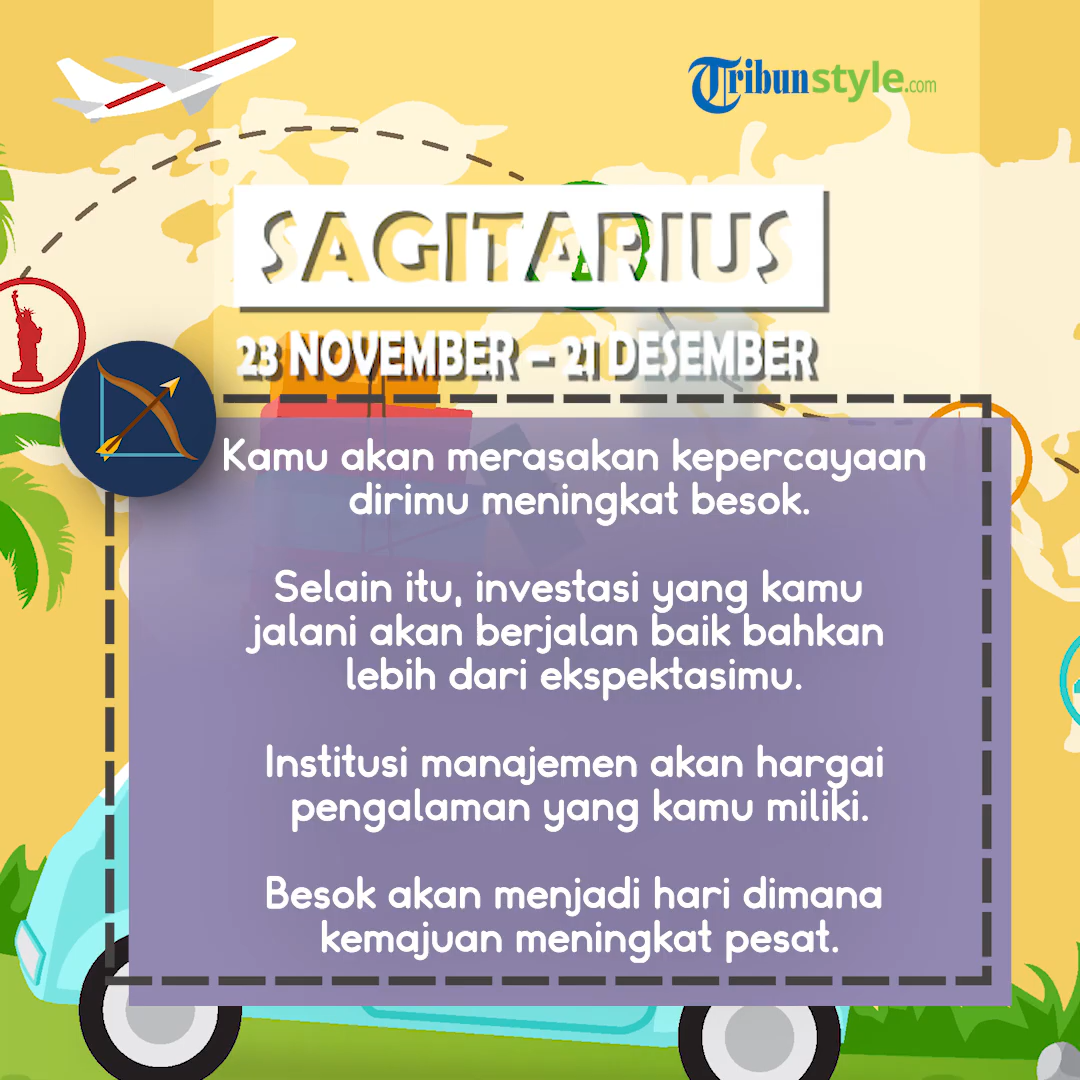 Tribunstyle.com
SAGITARIUS
23 NOVEMBER – 21 DESEMBER
Kamu akan merasakan kepercayaan
dirimu meningkat besok.
Selain itu, investasi yang kamu
jalani akan berjalan baik bahkan
lebih dari ekspektasimu.
Institusi manajemen akan hargai
pengalaman yang kamu miliki.
Besok akan menjadi hari dimana
kemajuan meningkat pesat.